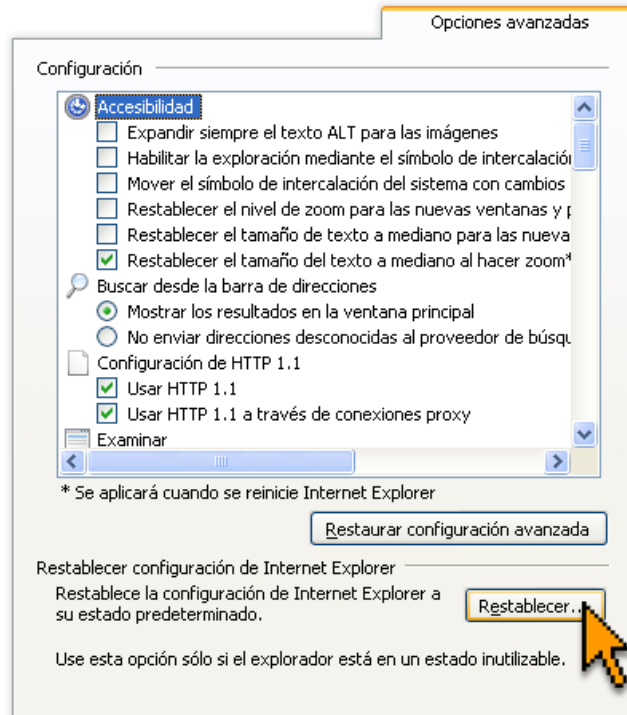 Opciones avanzadas
Configuración
Accesibilidad
Expandir siempre el texto ALT para las imágenes
Habilitar la exploración mediante el símbolo de intercalación
Mover el símbolo de intercalación del sistema con cambios
Restablecer el nivel de zoom para las nuevas ventanas y p
Restablecer el tamaño de texto a mediano para las nueva
Restablecer el tamaño del texto a mediano al hacer zoom*
Buscar desde la barra de direcciones
Mostrar los resultados en la ventana principal
No enviar direcciones desconocidas al proveedor de búsqu
Configuración de HTTP 1.1
Usar HTTP 1.1
Usar HTTP 1.1 a través de conexiones proxy
Examinar
* Se aplicará cuando se reinicie Internet Explorer
Restaurar configuración avanzada
Restablecer configuración de Internet Explorer
Restablece la configuración de Internet Explorer a
su estado predeterminado.
Restablecer...
Use esta opción sólo si el explorador está en un estado inutilizable.